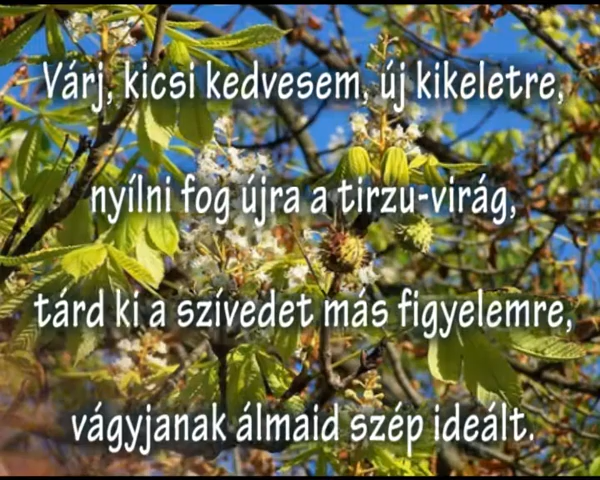 Várj, kicsi kedvesem, új kikeletre,
nyílni fog újra a tirzu-virág,
tárd ki a szívedet más figyelemre,
vágyjanak álmaid szép ideált.